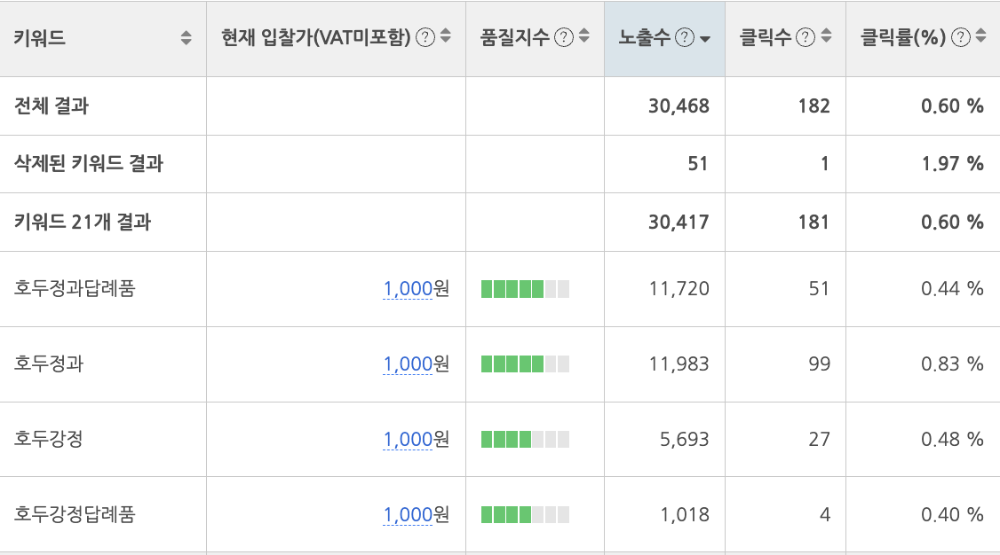 키워드 현재 입찰가(VAT미포함) ? 품질지수 ? 노출수 ? 클릭수 ? 클릭률(%) ?
전체 결과 30,468 182 0.60 %
삭제된 키워드 결과 51 1 1.97 %
키워드 21개 결과 30,417 181 0.60 %
호두정과답례품 1,000원 11,720 51 0.44 %
호두정과 1,000원 11,983 99 0.83 %
호두강정 1,000원 5,693 27 0.48 %
호두강정답례품 1,000원 1,018 4 0.40 %